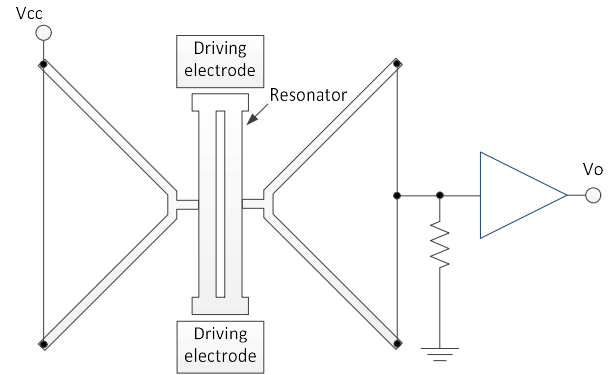 Vcc
Driving
electrode
Resonator
Vo
Driving
electrode